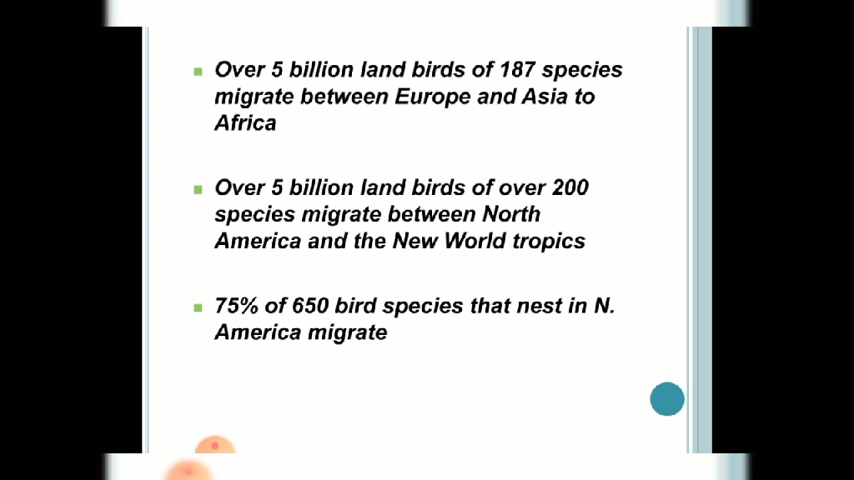 Over 5 billion land birds of 187 species
migrate between Europe and Asia to
Africa
Over 5 billion land birds of over 200
species migrate between North
America and the New World tropics
75% of 650 bird species that nest in N.
America migrate